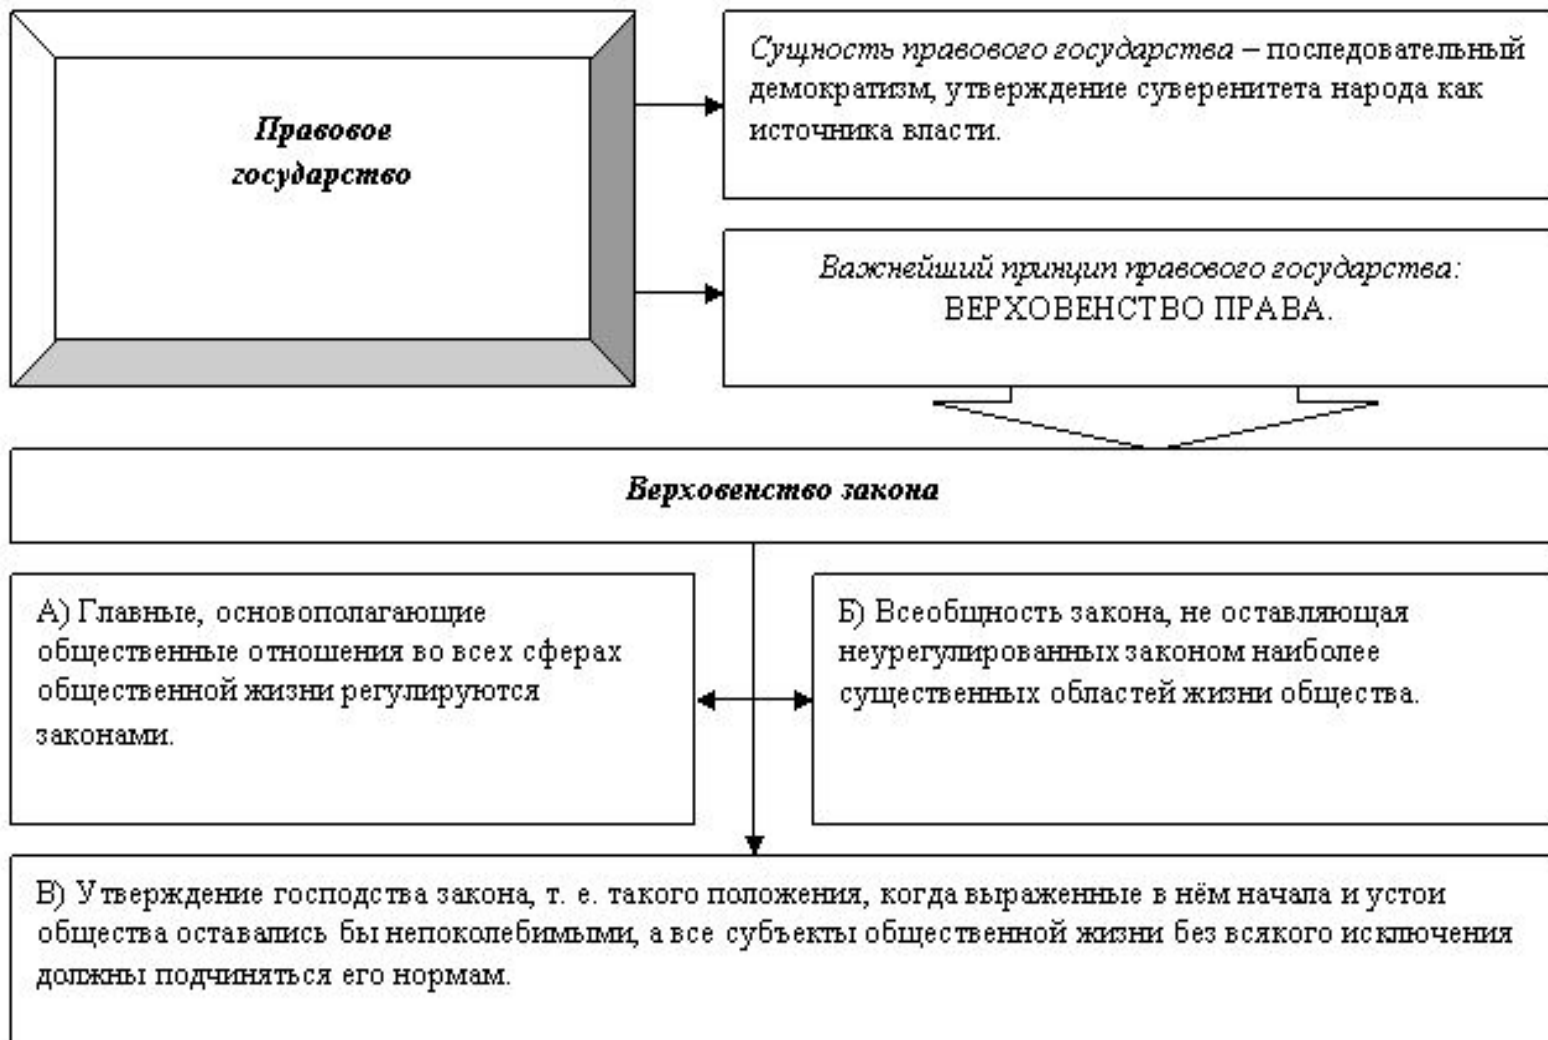 Правовое
государство
Сущность правового государства – последовательный
демократизм, утверждение суверенитета народа как
источника власти.
Важнейший принцип правового государства:
ВЕРХОВЕНСТВО ПРАВА.
Верховенство закона
А) Главные, основополагающие
общественные отношения во всех сферах
общественной жизни регулируются
законами.
Б) Всеобщность закона, не оставляющая
неурегулированных законом наиболее
существенных областей жизни общества.
В) Утверждение господства закона, т. е. такого положения, когда выраженные в нём начала и устои
общества оставались бы непоколебимыми, а все субъекты общественной жизни без всякого исключения
должны подчиняться его нормам.